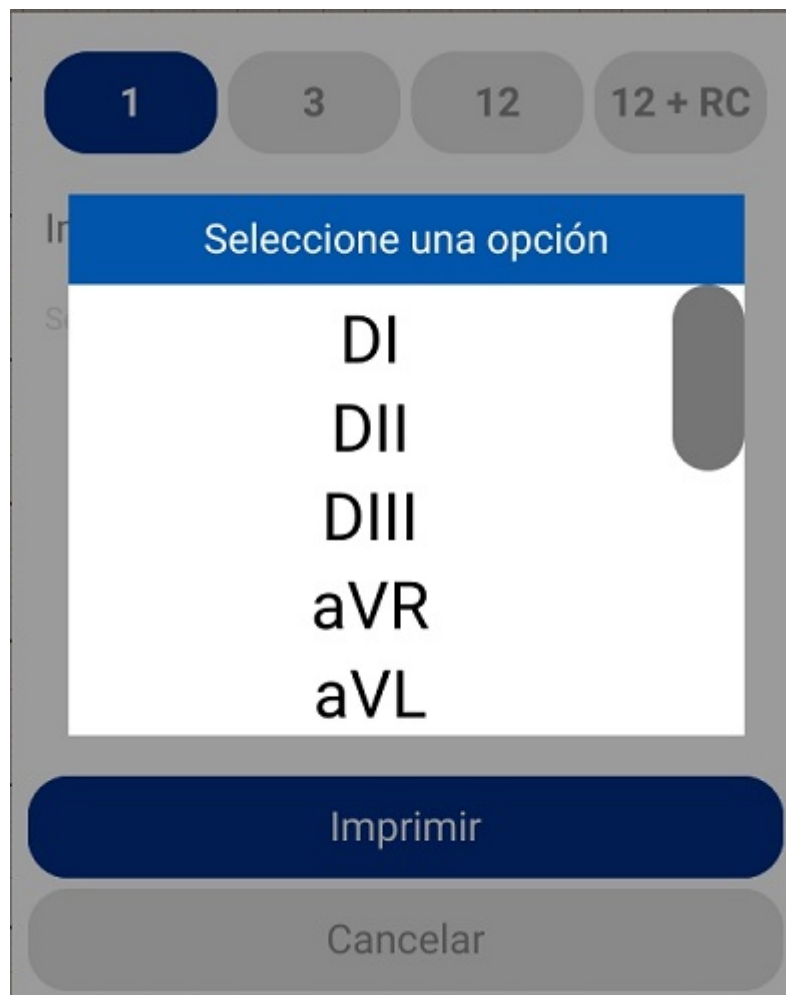 1 3 12 12 + RC
Seleccione una opción
DI
DII
DIII
aVR
aVL
Imprimir
Cancelar